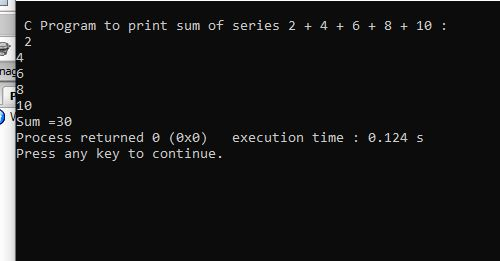 C Program to print sum of series 2 + 4 + 6 + 8 + 10 :
2
4
6
8
10
Sum =30
Process returned 0 (0x0)   execution time : 0.124 s
Press any key to continue.